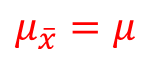 μ_x̄ = μ